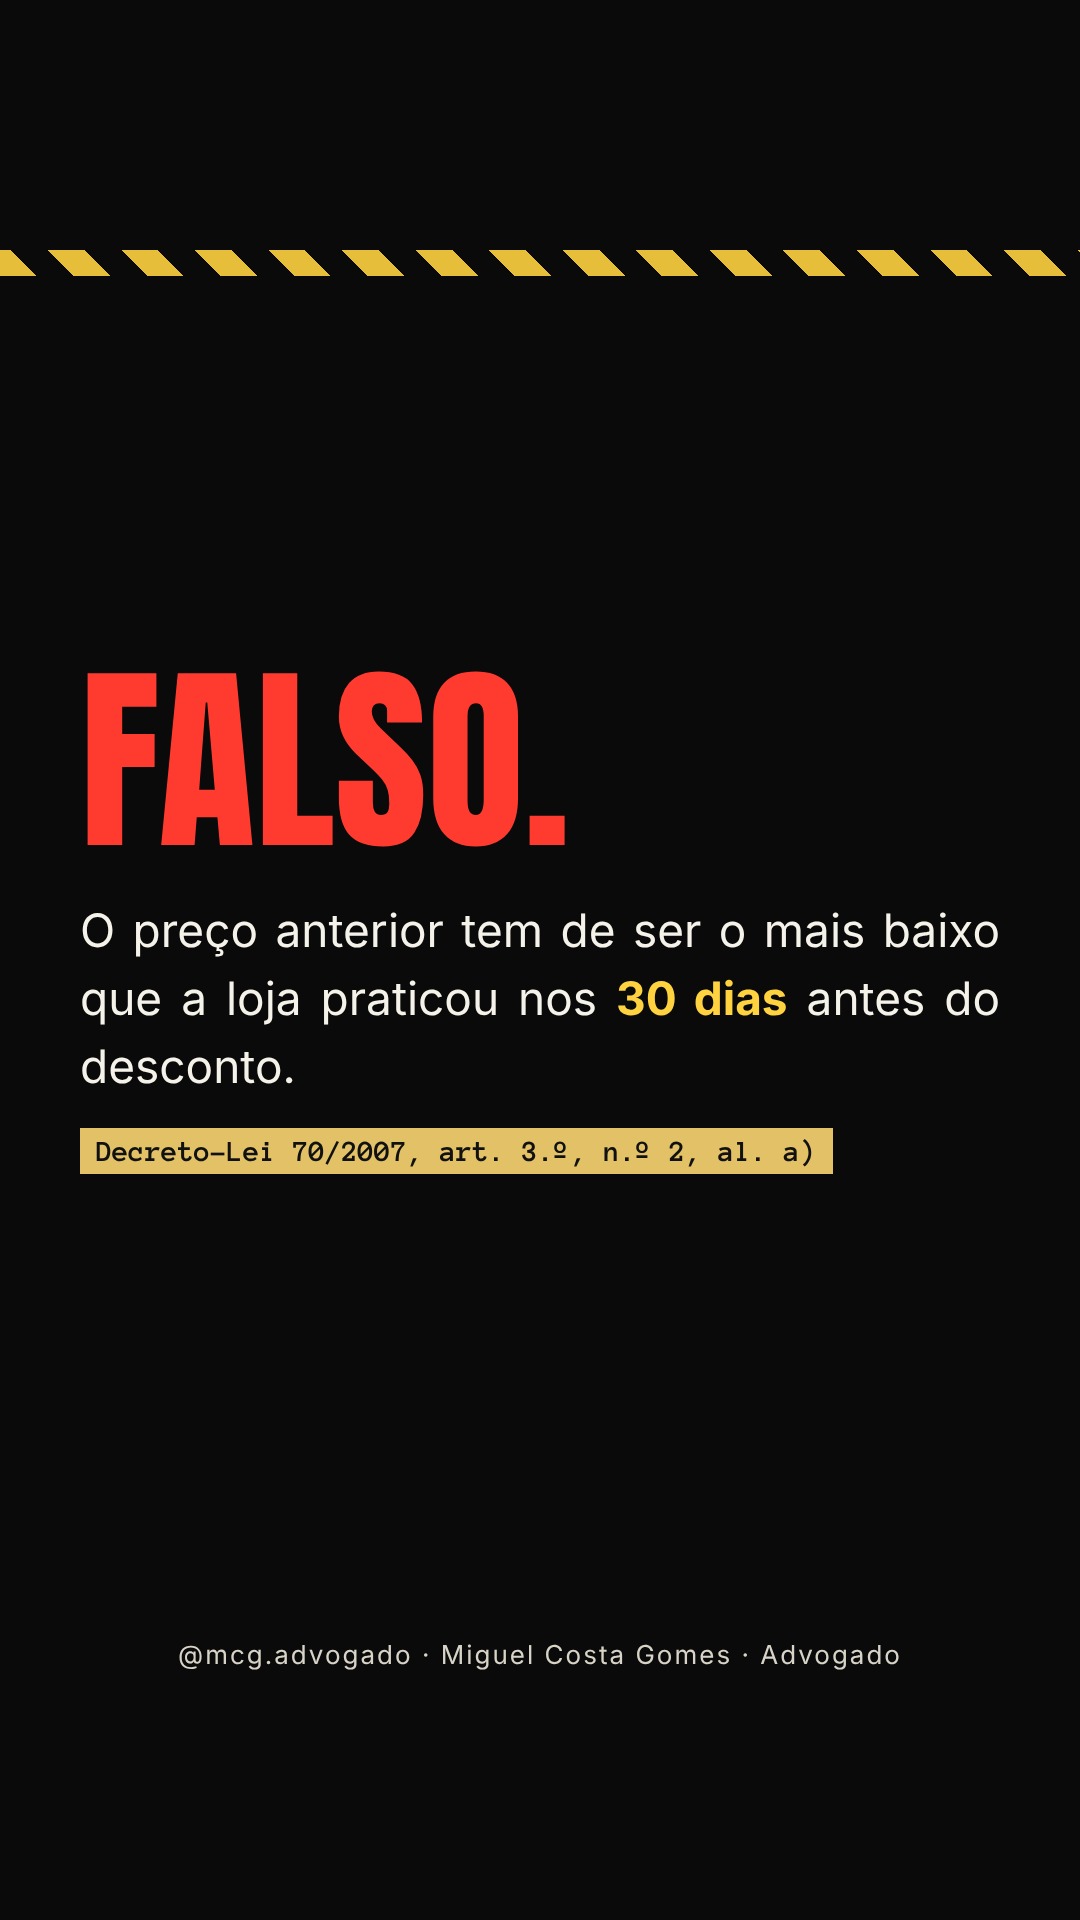 FALSO.
O preço anterior tem de ser o mais baixo
que a loja praticou nos 30 dias antes do
desconto.
Decreto-Lei 70/2007, art. 3.º, n.º 2, al. a)
@mcg.advogado · Miguel Costa Gomes · Advogado